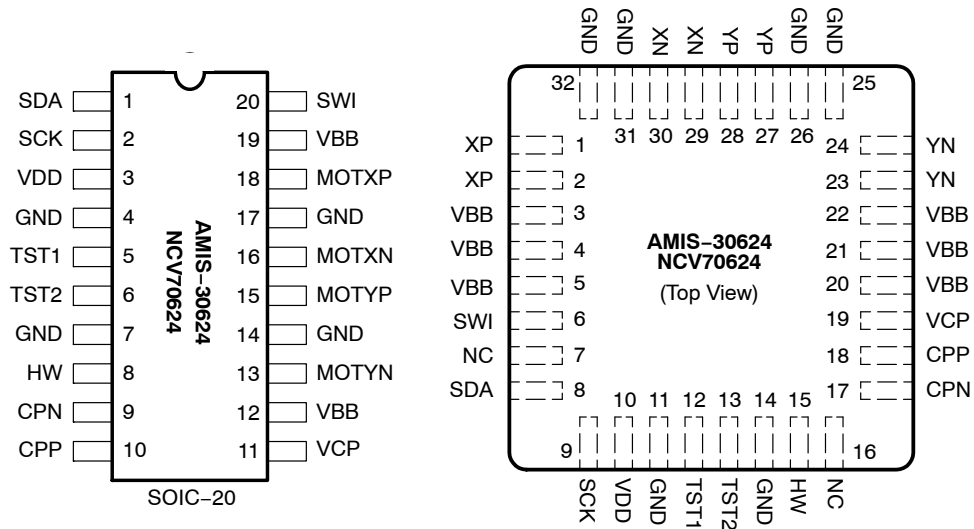 SDA 1 20 SWI
SCK 2 19 VBB
VDD 3 18 MOTXP
GND 4 17 GND
TST1 5 16 MOTXN
TST2 6 15 MOTYP
GND 7 14 GND
HW 8 13 MOTYN
CPN 9 12 VBB
CPP 10 11 VCP
AMIS−30624
NCV70624
SOIC−20
GND GND XN XN YP YP GND GND
32 31 30 29 28 27 26 25
XP 1 24 YN
XP 2 23 YN
VBB 3 22 VBB
VBB 4 21 VBB
VBB 5 20 VBB
SWI 6 19 VCP
NC 7 18 CPP
SDA 8 17 CPN
AMIS−30624
NCV70624
(Top View)
9 10 11 12 13 14 15 16
SCK VDD GND TST1 TST2 GND HW NC